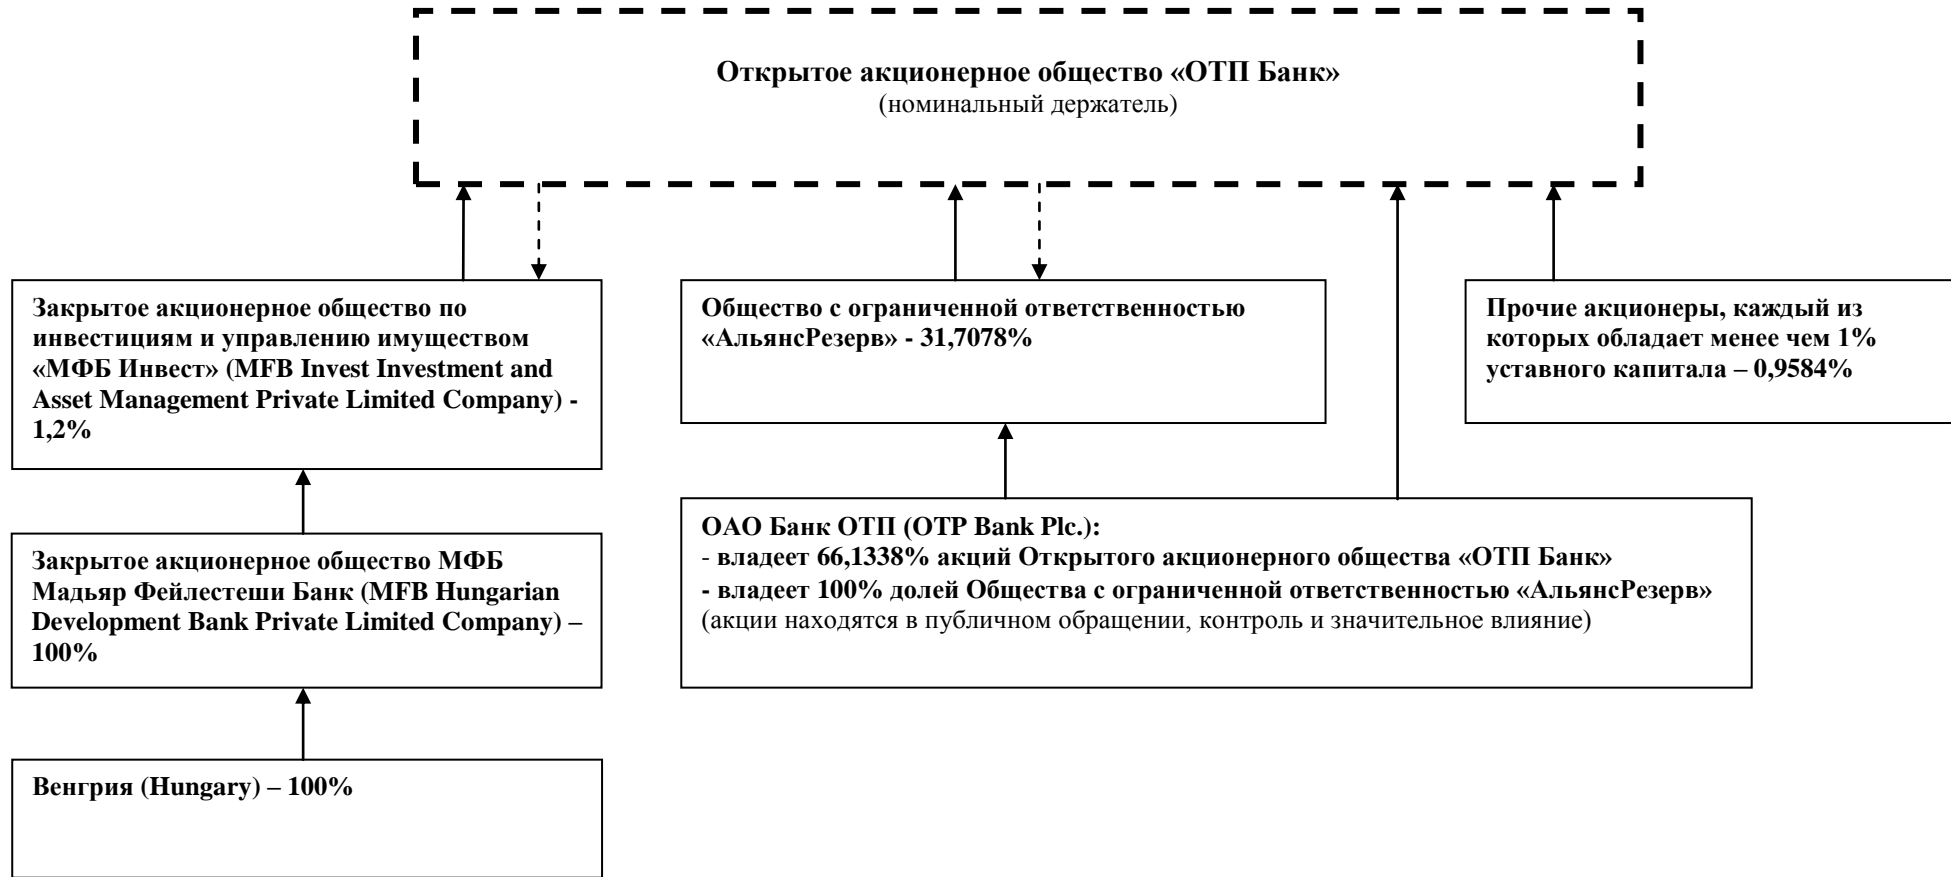 Открытое акционерное общество «ОТП Банк»
(номинальный держатель)
Закрытое акционерное общество по
инвестициям и управлению имуществом
«МФБ Инвест» (MFB Invest Investment and
Asset Management Private Limited Company) -
1,2%
Общество с ограниченной ответственностью
«АльянсРезерв» - 31,7078%
Прочие акционеры, каждый из
которых обладает менее чем 1%
уставного капитала – 0,9584%
Закрытое акционерное общество МФБ
Мадьяр Фейлестеши Банк (MFB Hungarian
Development Bank Private Limited Company) –
100%
ОАО Банк ОТП (OTP Bank Plc.):
- владеет 66,1338% акций Открытого акционерного общества «ОТП Банк»
- владеет 100% долей Общества с ограниченной ответственностью «АльянсРезерв»
(акции находятся в публичном обращении, контроль и значительное влияние)
Венгрия (Hungary) – 100%